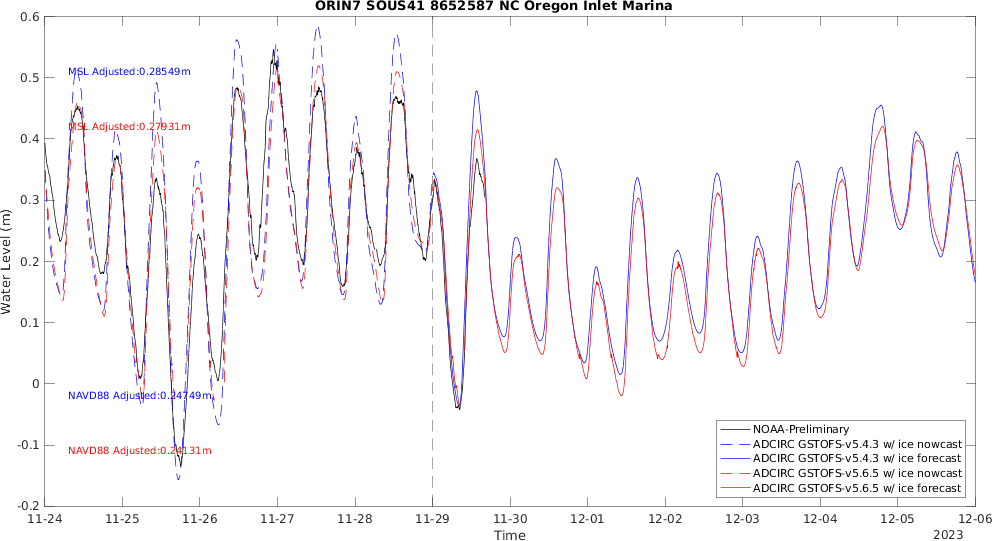 ORIN7 SOUS41 8652587 NC Oregon Inlet Marina
0.6
0.5
0.4
0.3
0.2
0.1
0
-0.1
-0.2
Water Level (m)
MSL Adjusted:0.28549m
MSL Adjusted:0.27931m
NAVD88 Adjusted:0.24749m
NAVD88 Adjusted:0.24131m
NOAA-Preliminary
ADCIRC GSTOFS-v5.4.3 w/ ice nowcast
ADCIRC GSTOFS-v5.4.3 w/ ice forecast
ADCIRC GSTOFS-v5.6.5 w/ ice nowcast
ADCIRC GSTOFS-v5.6.5 w/ ice forecast
11-24 11-25 11-26 11-27 11-28 11-29 11-30 12-01 12-02 12-03 12-04 12-05 12-06
Time
2023